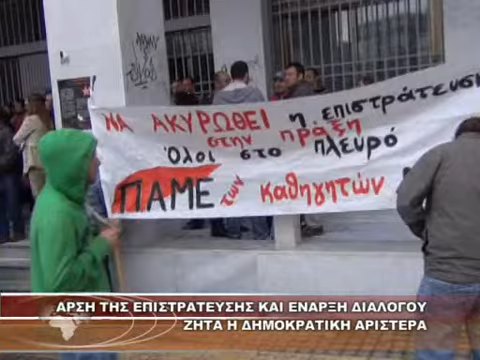 ΝΑ ΑΚΥΡΩΘΕΙ η επιστράτευση
στην πράξη
Όλοι στο πλευρό
ΠΑΜΕ των καθηγητών
ΑΡΣΗ ΤΗΣ ΕΠΙΣΤΡΑΤΕΥΣΗΣ ΚΑΙ ΕΝΑΡΞΗ ΔΙΑΛΟΓΟΥ
ΖΗΤΑ Η ΔΗΜΟΚΡΑΤΙΚΗ ΑΡΙΣΤΕΡΑ